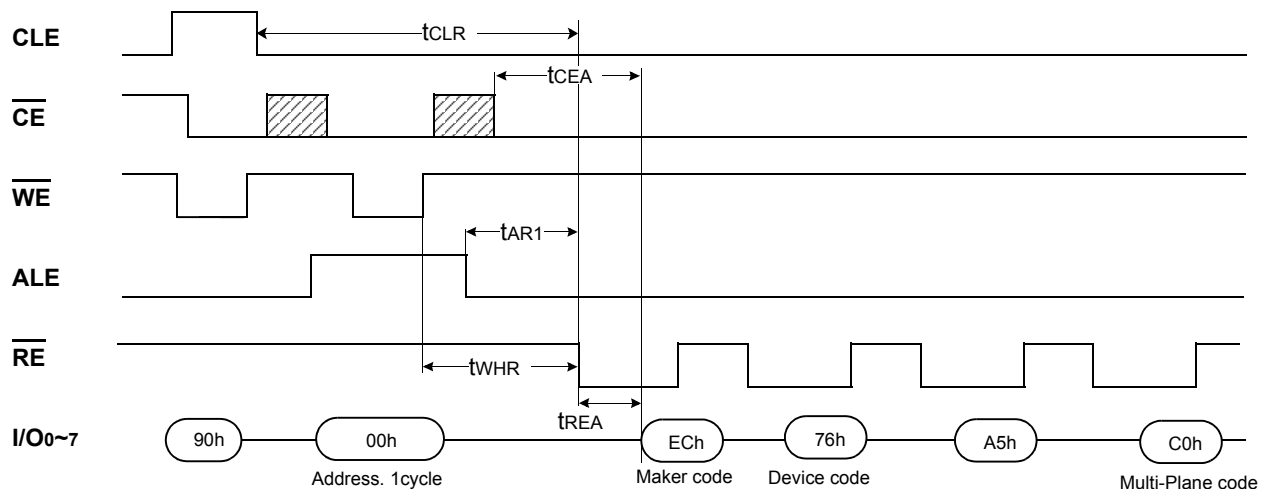 CLE
tCLR
tCEA
CE
WE
tAR1
ALE
RE
tWHR
tREA
I/O0~7
90h
00h
ECh
76h
A5h
C0h
Address. 1cycle
Maker code
Device code
Multi-Plane code